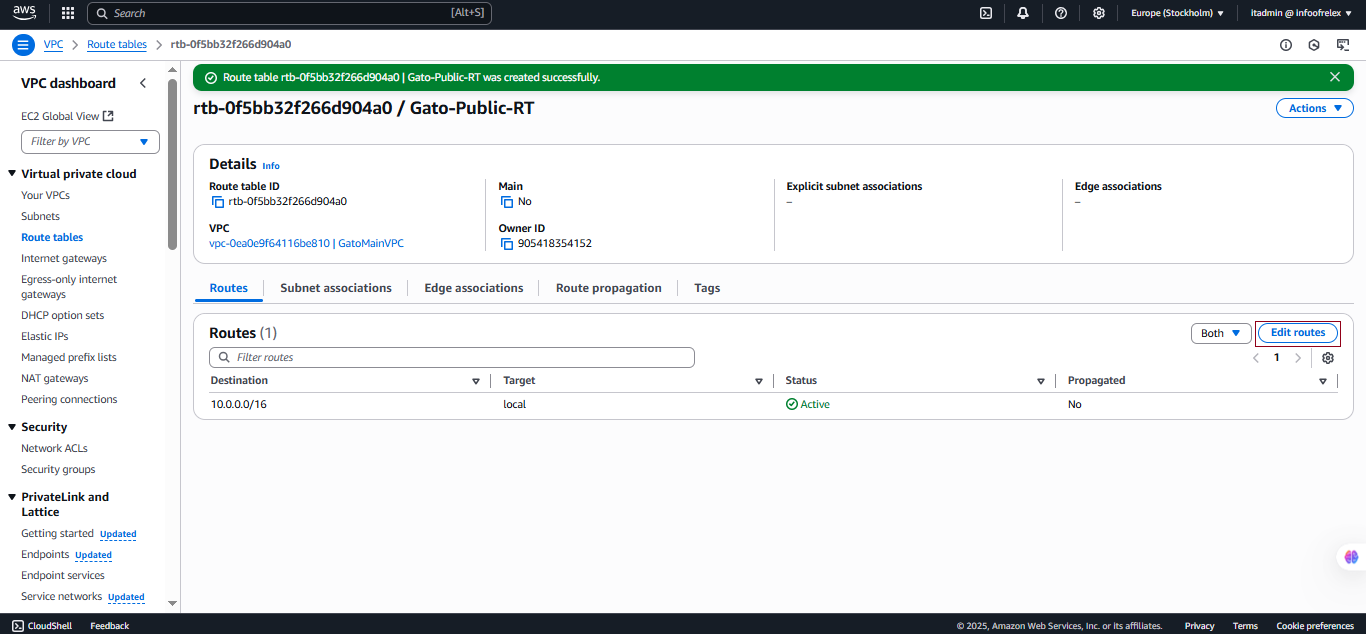 aws
Search [Alt+S]
Europe (Stockholm)
itadmin @ infoofrelex
VPC
Route tables
rtb-0f5bb32f266d904a0
VPC dashboard
EC2 Global View
Filter by VPC
Virtual private cloud
Your VPCs
Subnets
Route tables
Internet gateways
Egress-only internet
gateways
DHCP option sets
Elastic IPs
Managed prefix lists
NAT gateways
Peering connections
Security
Network ACLs
Security groups
PrivateLink and
Lattice
Getting started Updated
Endpoints Updated
Endpoint services
Service networks Updated
Route table rtb-0f5bb32f266d904a0 | Gato-Public-RT was created successfully.
rtb-0f5bb32f266d904a0 / Gato-Public-RT
Actions
Details Info
Route table ID
rtb-0f5bb32f266d904a0
VPC
vpc-0ea0e9f64116be810 | GatoMainVPC
Main
No
Owner ID
905418354152
Explicit subnet associations
–
Edge associations
–
Routes
Subnet associations
Edge associations
Route propagation
Tags
Routes (1)
Both
Edit routes
Filter routes
1
Destination Target Status Propagated
10.0.0.0/16 local Active No
CloudShell Feedback
© 2025, Amazon Web Services, Inc. or its affiliates. Privacy Terms Cookie preferences